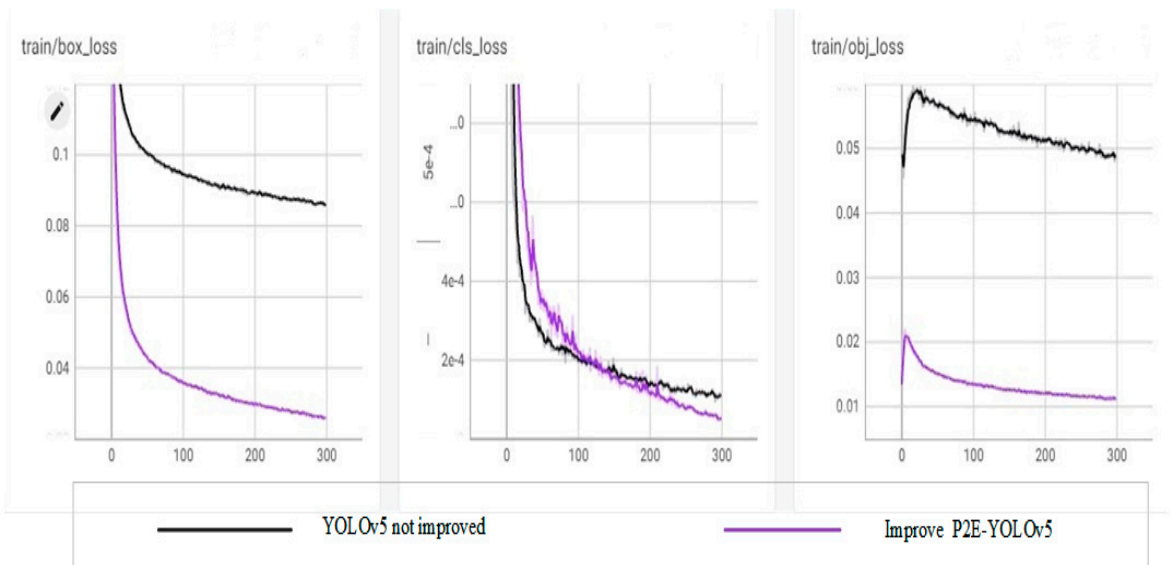 train/box_loss
0.1
0.08
0.06
0.04
0 100 200 300
train/cls_loss
5e-4
...0
...0
4e-4
2e-4
0 100 200 300
train/obj_loss
0.05
0.04
0.03
0.02
0.01
0 100 200 300
YOLOv5 not improved
Improve P2E-YOLOv5